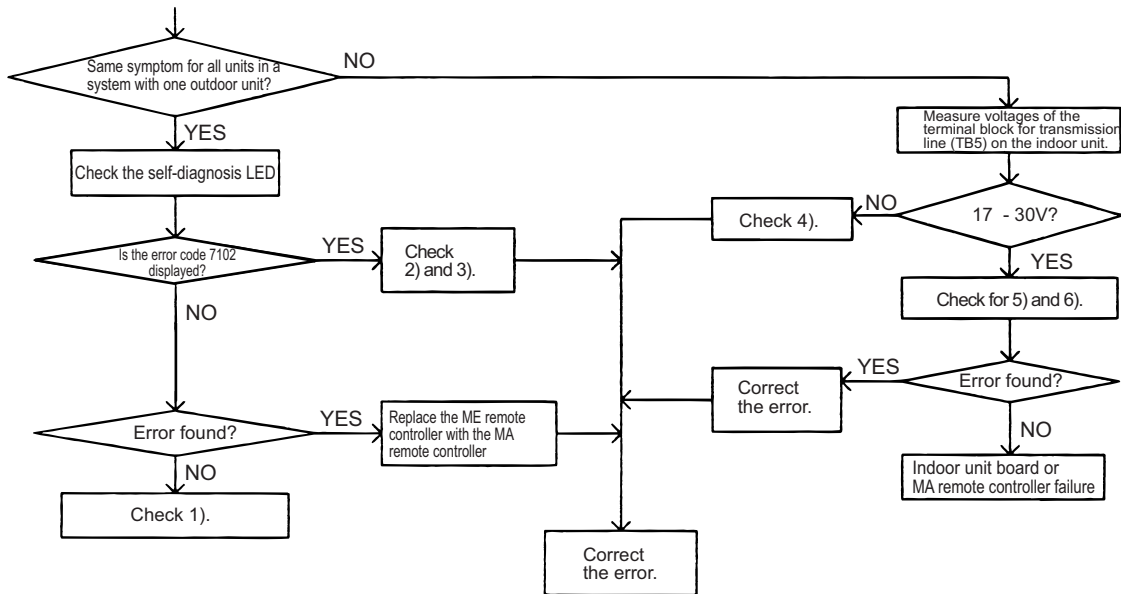 Same symptom for all units in a
system with one outdoor unit?
NO
YES
Measure voltages of the
terminal block for transmission
line (TB5) on the indoor unit.
Check the self-diagnosis LED
NO
Check 4).
17 - 30V?
Is the error code 7102
displayed?
YES
Check
2) and 3).
YES
Check for 5) and 6).
NO
YES
Correct
the error.
Error found?
Error found?
YES
Replace the ME remote
controller with the MA
remote controller
NO
NO
Indoor unit board or
MA remote controller failure
Check 1).
Correct
the error.